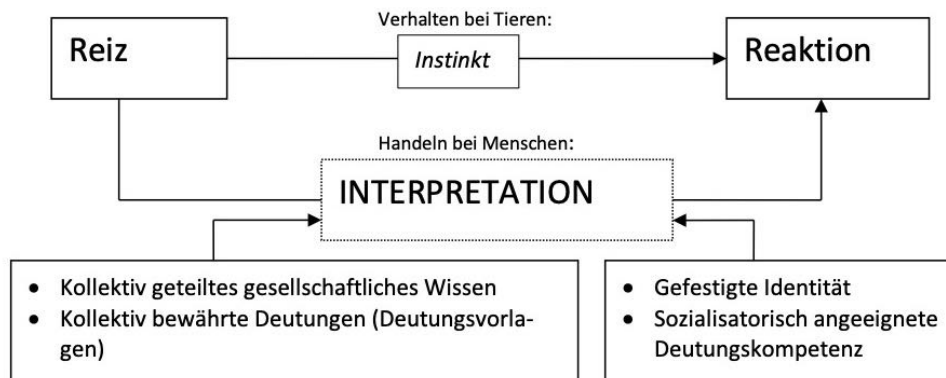 Verhalten bei Tieren:
Reiz
Instinkt
Reaktion
Handeln bei Menschen:
INTERPRETATION
• Kollektiv geteiltes gesellschaftliches Wissen
• Kollektiv bewährte Deutungen (Deutungsvorla-
gen)
• Gefestigte Identität
• Sozialisatorisch angeeignete
Deutungskompetenz